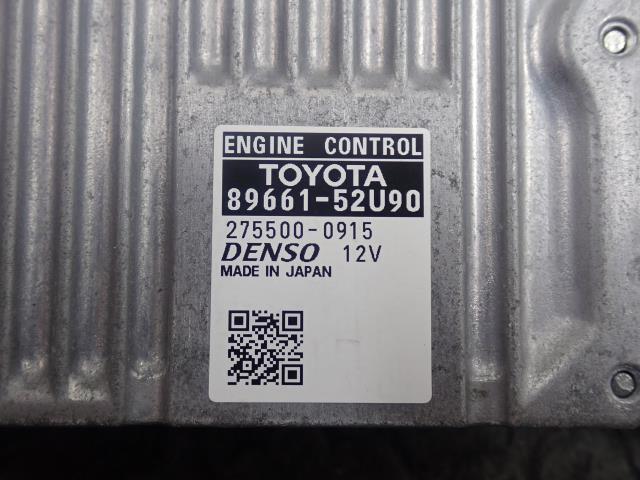 ENGINE CONTROL
TOYOTA
89661-52U90
275500-0915
DENSO 12V
MADE IN JAPAN